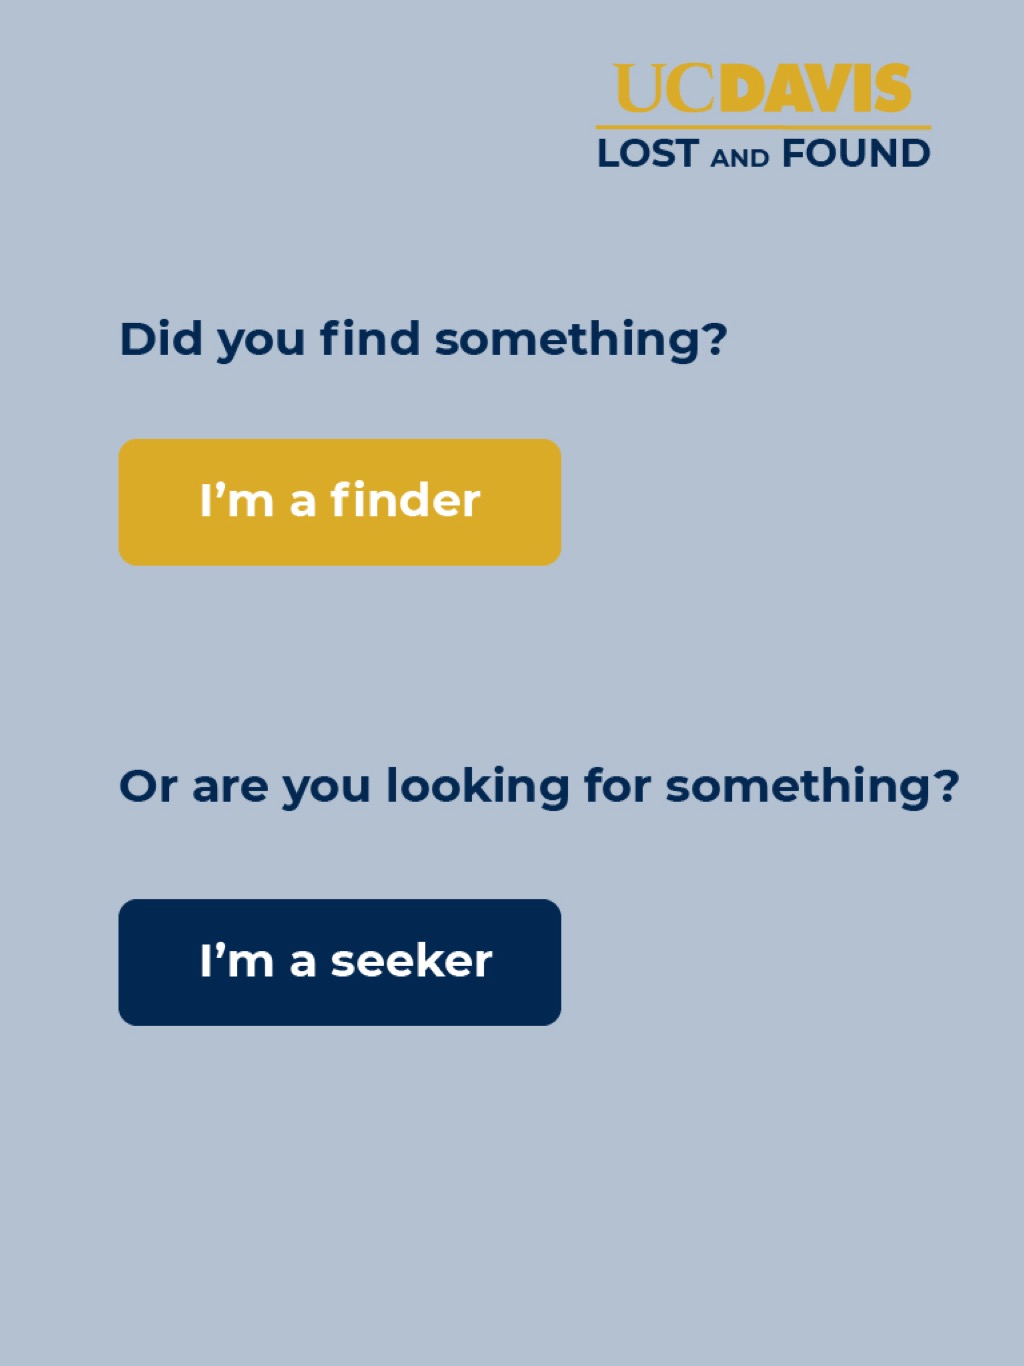 UCDAVIS
LOST AND FOUND
Did you find something?
I’m a finder
Or are you looking for something?
I’m a seeker